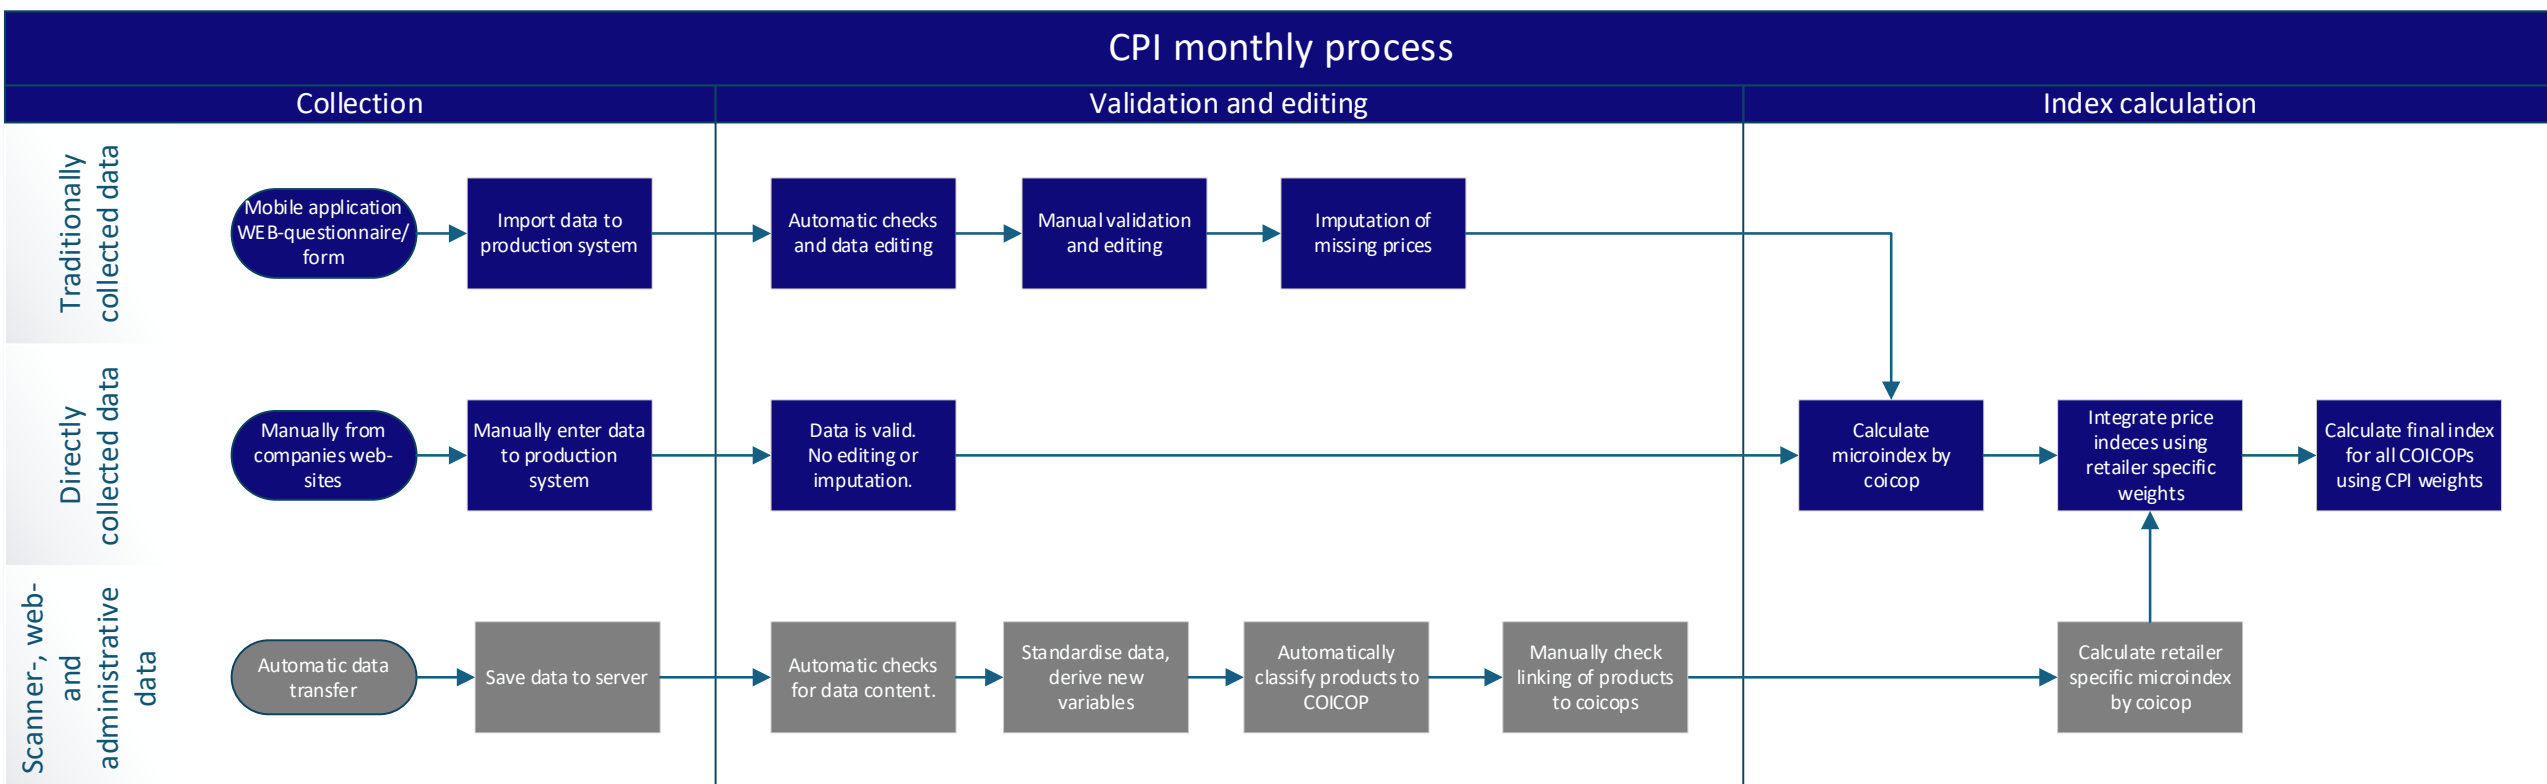 CPI monthly process
Collection
Validation and editing
Index calculation
Traditionally
collected data
Mobile application
WEB-questionnaire/
form
Import data to
production system
Automatic checks
and data editing
Manual validation
and editing
Imputation of
missing prices
Directly
collected data
Manually from
companies web-
sites
Manually enter data
to production
system
Data is valid.
No editing or
imputation.
Calculate
microindex by
coicop
Integrate price
indeces using
retailer specific
weights
Calculate final index
for all COICOPs
using CPI weights
Scanner-, web-
and
administrative
data
Automatic data
transfer
Save data to server
Automatic checks
for data content.
Standardise data,
derive new
variables
Automatically
classify products to
COICOP
Manually check
linking of products
to coicops
Calculate retailer
specific microindex
by coicop